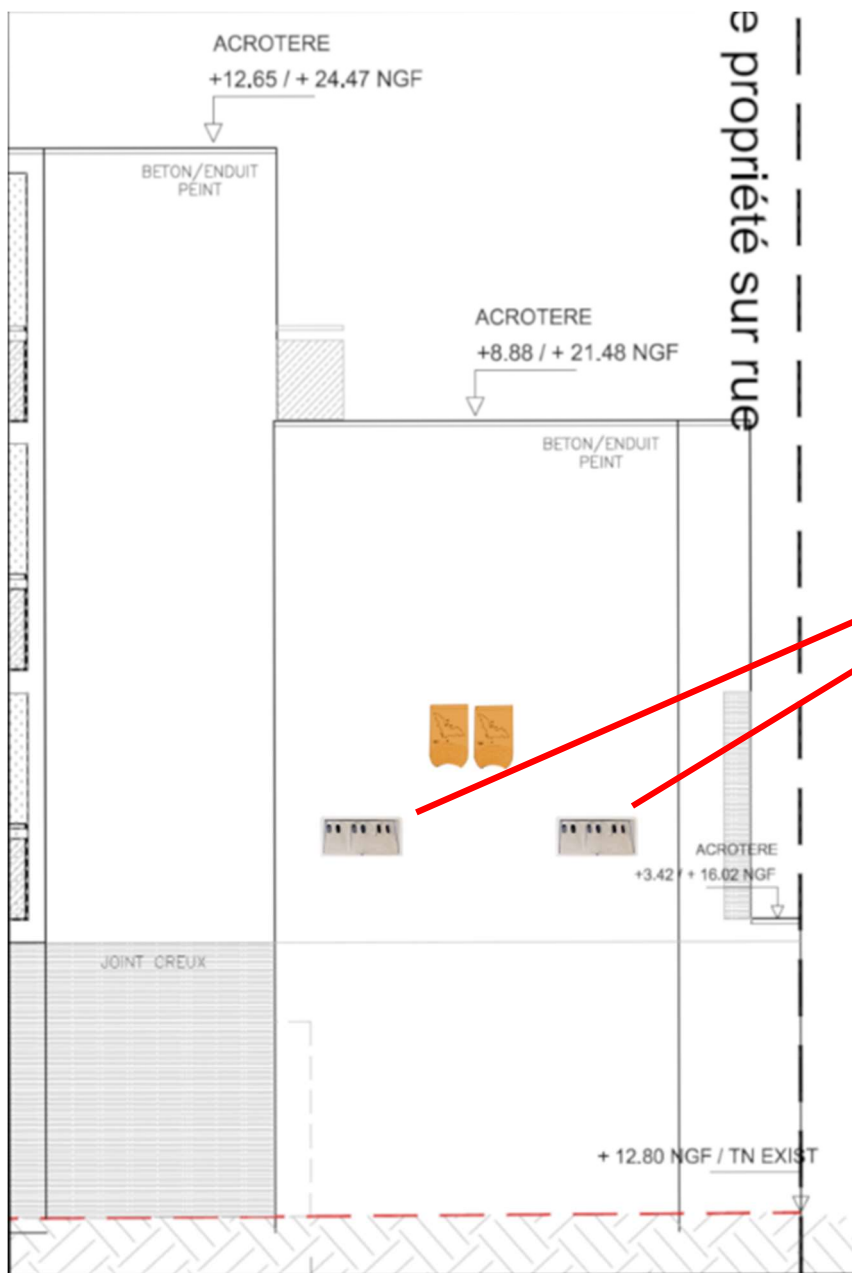 ACROTERE
+12.65 / + 24.47 NGF
BETON/ENDUIT
PEINT
e propriété sur rue
ACROTERE
+8.88 / + 21.48 NGF
BETON/ENDUIT
PEINT
ACROTERE
+3.42 / + 16.02 NGF
JOINT CREUX
+ 12.80 NGF / TN EXIST